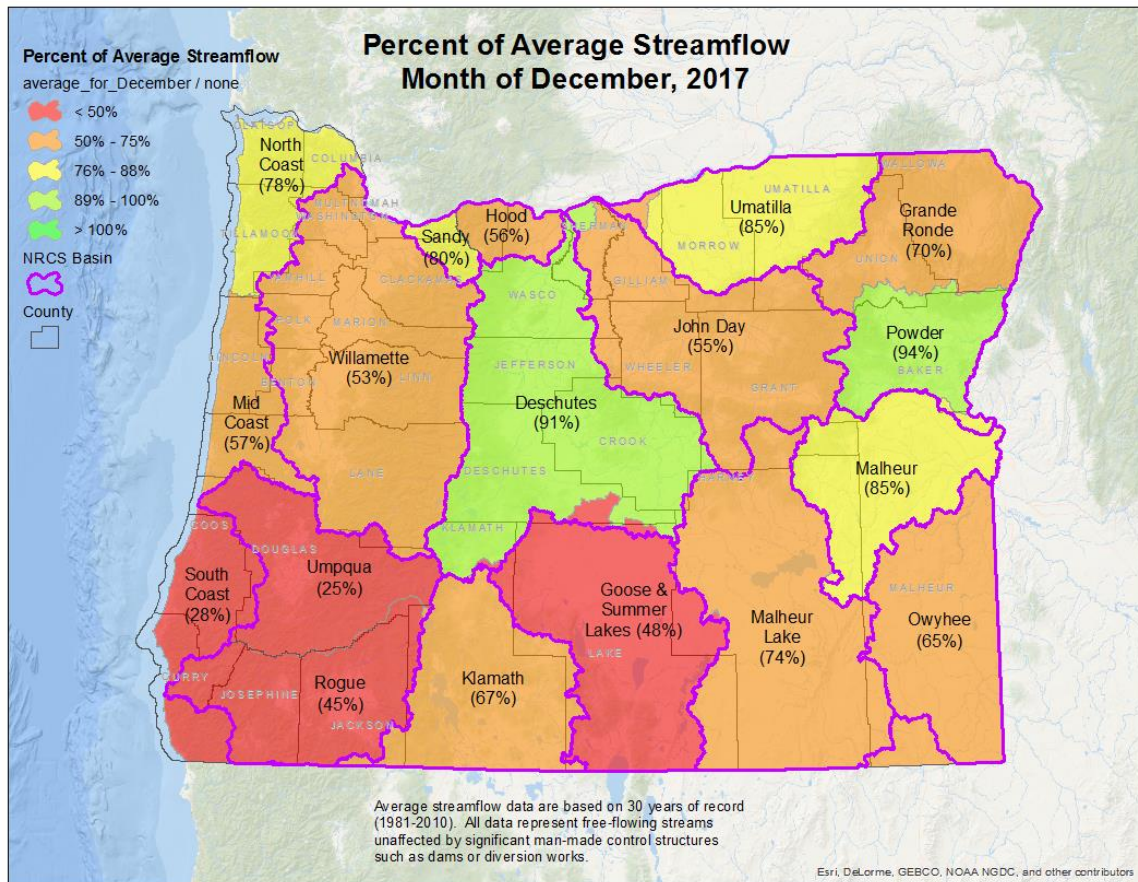 Percent of Average Streamflow
Month of December, 2017
Percent of Average Streamflow
average_for_December / none
< 50%
50% - 75%
76% - 88%
89% - 100%
> 100%
NRCS Basin
County
CLATSOP
North
Coast
(78%)
COLUMBIA
TILLAMOOK
MULTNOMAH
WASHINGTON
YAMHILL
CLACKAMAS
Sandy
(80%)
Hood
(56%)
SHERMAN
WASCO
GILLIAM
MORROW
UMATILLA
Umatilla
(85%)
WALLOWA
Grande
Ronde
(70%)
UNION
POLK
MARION
LINCOLN
BENTON
LINN
Willamette
(53%)
Mid
Coast
(57%)
LANE
JEFFERSON
Deschutes
(91%)
CROOK
DESCHUTES
KLAMATH
WHEELER
John Day
(55%)
GRANT
Powder
(94%)
BAKER
Malheur
(85%)
HARNEY
MALHEUR
Owyhee
(65%)
Malheur
Lake
(74%)
Goose &
Summer
Lakes (48%)
LAKE
Klamath
(67%)
COOS
DOUGLAS
Umpqua
(25%)
South
Coast
(28%)
CURRY
JOSEPHINE
Rogue
(45%)
JACKSON
Average streamflow data are based on 30 years of record
(1981-2010).  All data represent free-flowing streams
unaffected by significant man-made control structures
such as dams or diversion works.
Esri, DeLorme, GEBCO, NOAA NGDC, and other contributors